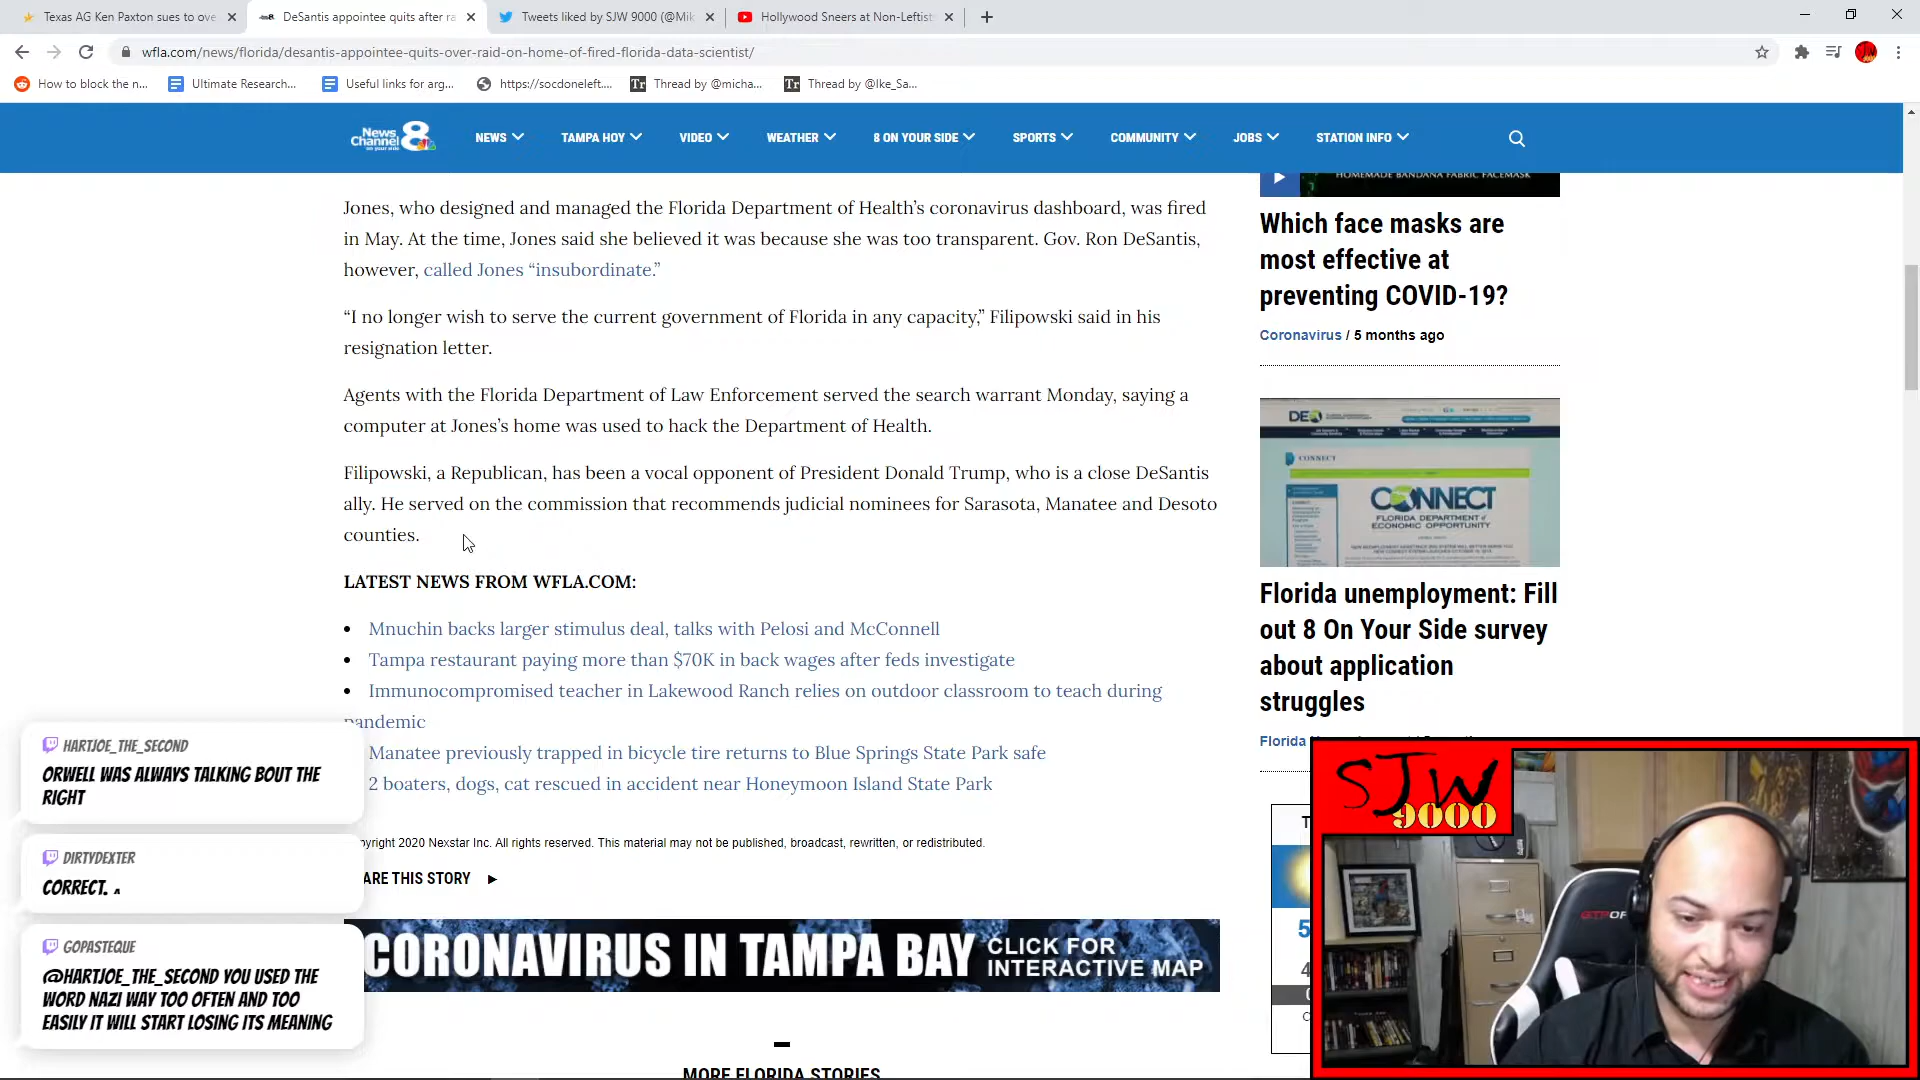 Texas AG Ken Paxton sues to ove
DeSantis appointee quits after ra
Tweets liked by SJW 9000 (@Mik
Hollywood Sneers at Non-Leftist
wfla.com/news/florida/desantis-appointee-quits-over-raid-on-home-of-fired-florida-data-scientist/
How to block the n...
Ultimate Research...
Useful links for arg...
https://socdoneleft....
Thread by @micha...
Thread by @Ike_Sa...
News Channel 8
on your side
NEWS
TAMPA HOY
VIDEO
WEATHER
8 ON YOUR SIDE
SPORTS
COMMUNITY
JOBS
STATION INFO
Jones, who designed and managed the Florida Department of Health’s coronavirus dashboard, was fired
in May. At the time, Jones said she believed it was because she was too transparent. Gov. Ron DeSantis,
however, called Jones “insubordinate.”
“I no longer wish to serve the current government of Florida in any capacity,” Filipowski said in his
resignation letter.
Agents with the Florida Department of Law Enforcement served the search warrant Monday, saying a
computer at Jones’s home was used to hack the Department of Health.
Filipowski, a Republican, has been a vocal opponent of President Donald Trump, who is a close DeSantis
ally. He served on the commission that recommends judicial nominees for Sarasota, Manatee and Desoto
counties.
LATEST NEWS FROM WFLA.COM:
Mnuchin backs larger stimulus deal, talks with Pelosi and McConnell
Tampa restaurant paying more than $70K in back wages after feds investigate
Immunocompromised teacher in Lakewood Ranch relies on outdoor classroom to teach during
pandemic
Manatee previously trapped in bicycle tire returns to Blue Springs State Park safe
2 boaters, dogs, cat rescued in accident near Honeymoon Island State Park
pyright 2020 Nexstar Inc. All rights reserved. This material may not be published, broadcast, rewritten, or redistributed.
ARE THIS STORY
CORONAVIRUS IN TAMPA BAY
CLICK FOR
INTERACTIVE MAP
MORE FLORIDA STORIES
HOMEMADE BANDANA FABRIC FACEMASK
Which face masks are
most effective at
preventing COVID-19?
Coronavirus / 5 months ago
DEO
CONNECT
CONNECT
FLORIDA DEPARTMENT of
ECONOMIC OPPORTUNITY
Florida unemployment: Fill
out 8 On Your Side survey
about application
struggles
Florida
HARTJOE_THE_SECOND
ORWELL WAS ALWAYS TALKING BOUT THE
RIGHT
DIRTYDEXTER
CORRECT. ^
GOPASTEQUE
@HARTJOE_THE_SECOND YOU USED THE
WORD NAZI WAY TOO OFTEN AND TOO
EASILY IT WILL START LOSING ITS MEANING
SJW
9000